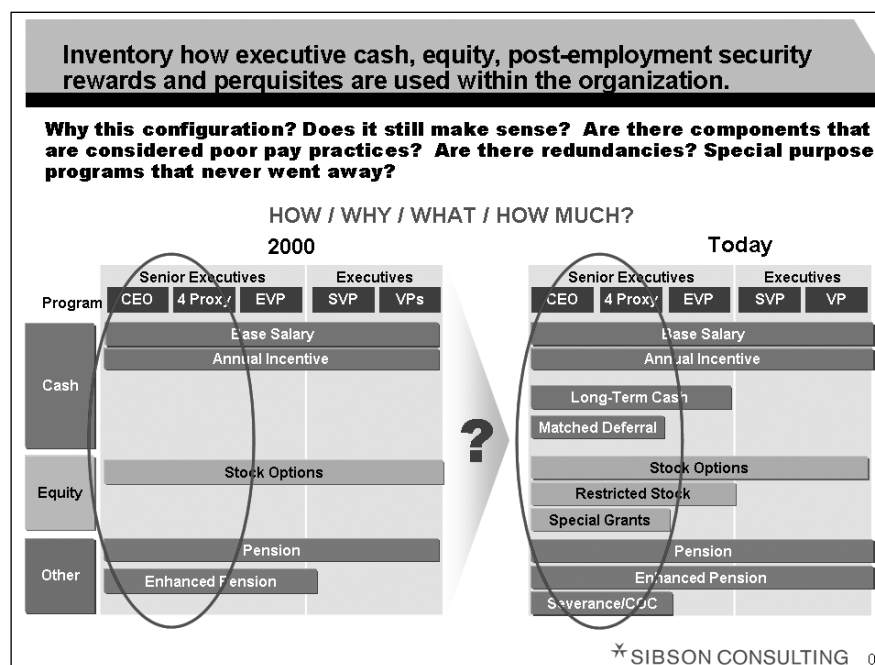 Inventory how executive cash, equity, post-employment security
rewards and perquisites are used within the organization.
Why this configuration? Does it still make sense? Are there components that
are considered poor pay practices? Are there redundancies? Special purpose
programs that never went away?
HOW / WHY / WHAT / HOW MUCH?
2000
Senior Executives Executives
Program CEO 4 Proxy EVP SVP VPs
Cash
Base Salary
Annual Incentive
Equity
Stock Options
Other
Pension
Enhanced Pension
?
Today
Senior Executives Executives
CEO 4 Proxy EVP SVP VP
Base Salary
Annual Incentive
Long-Term Cash
Matched Deferral
Stock Options
Restricted Stock
Special Grants
Pension
Enhanced Pension
Severance/COC
SIBSON CONSULTING 0